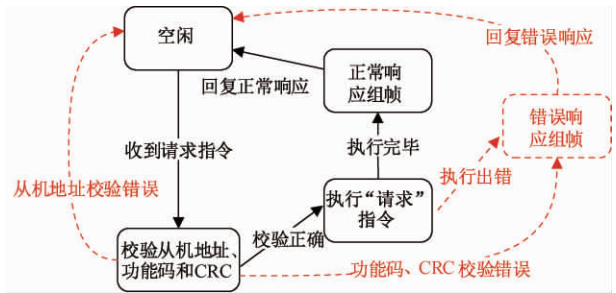 空闲
回复错误响应
回复正常响应
正常响
应组帧
错误响
应组帧
收到请求指令
执行完毕
从机地址校验错误
执行出错
执行“请求”
指令
校验从机地址、
功能码和CRC
校验正确
功能码、CRC校验错误